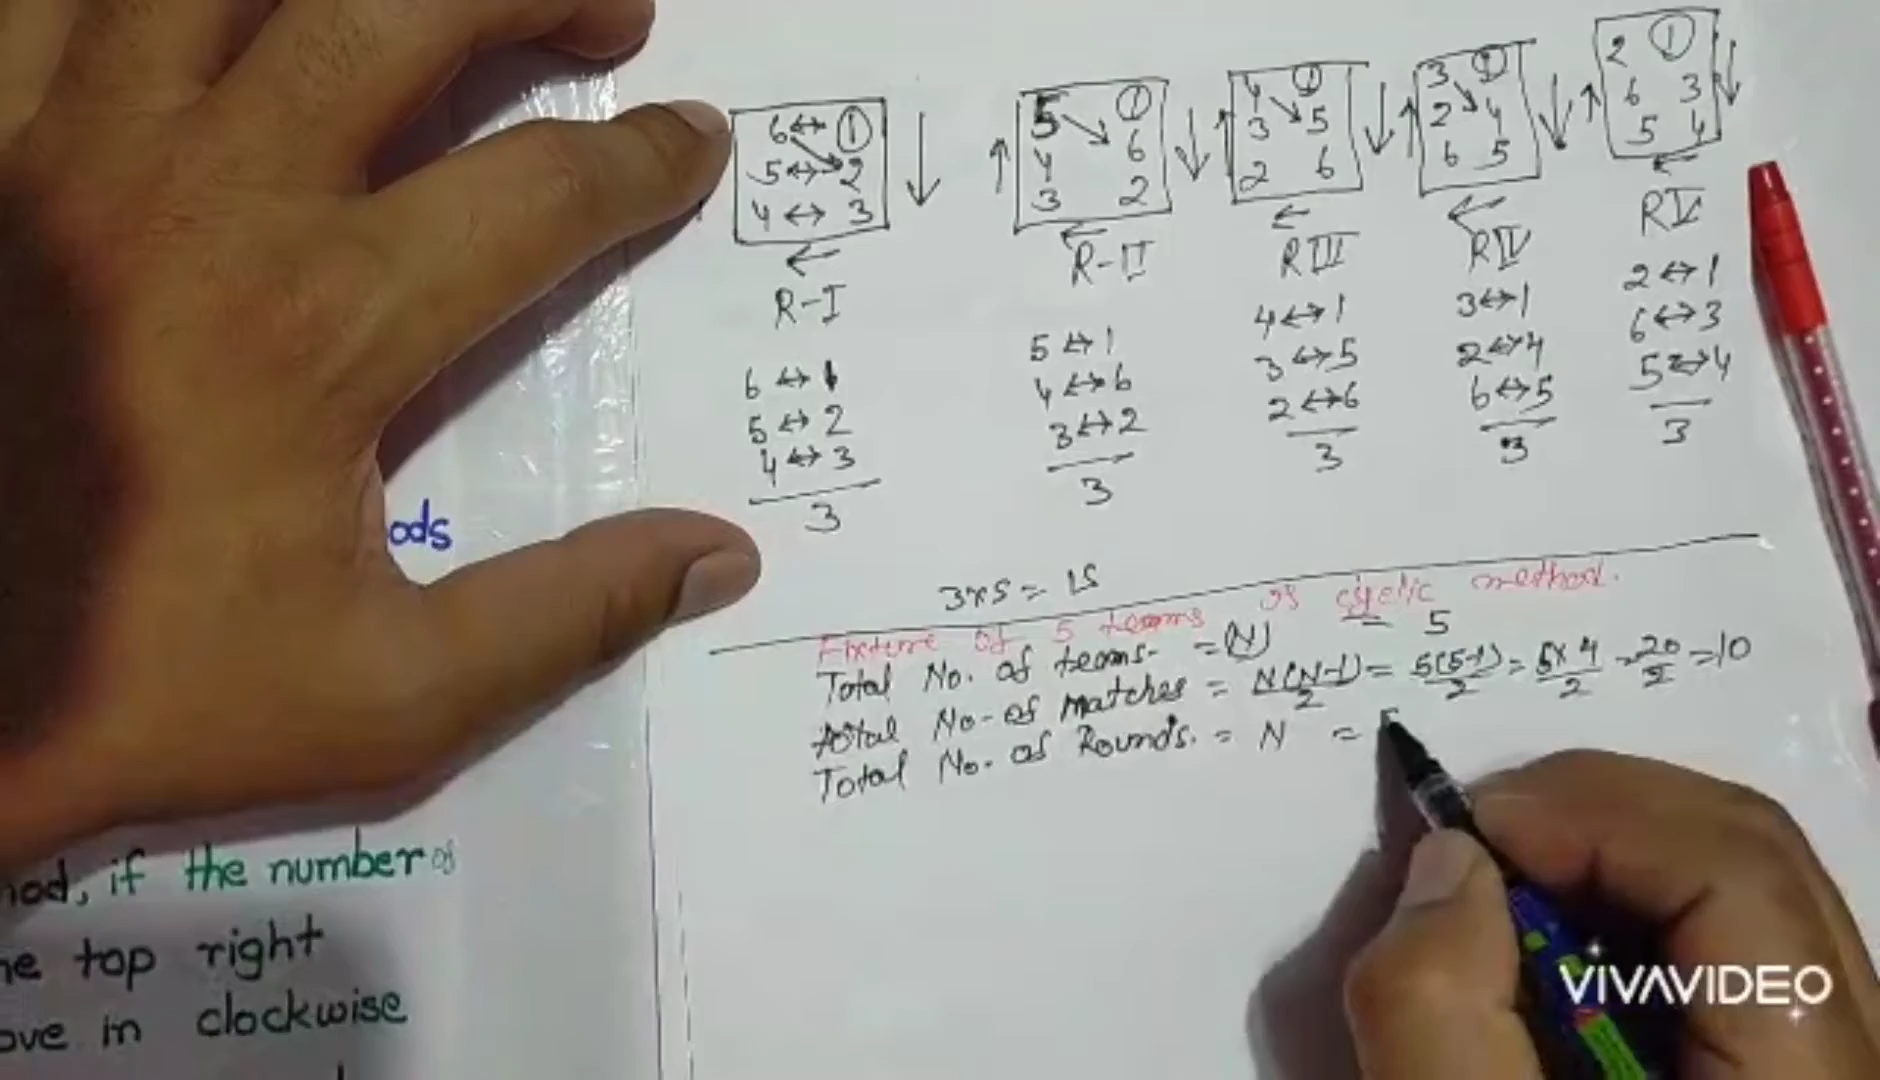 6 ↔ 1
5 ↔ 2
4 ↔ 3
R-I
6 ↔ 1
5 ↔ 2
4 ↔ 3
3
5 1
4 6
3 2
R-II
5 ↔ 1
4 ↔ 6
3 ↔ 2
3
4 1
3 5
2 6
R III
4 ↔ 1
3 ↔ 5
2 ↔ 6
3
3 1
2 4
6 5
R IV
3 ↔ 1
2 ↔ 4
6 ↔ 5
3
2 1
6 3
5 4
R V
2 ↔ 1
6 ↔ 3
5 ↔ 4
3
3×5 = 15
Fixture of 5 teams of cyclic method.
Total No. of teams. = (N) = 5
total No. of Matches = N(N-1)/2 = 5(5-1)/2 = 5×4/2 = 20/2 = 10
Total No. of Rounds. = N =
ods
if the number of
top right
in clockwise
VIVAVIDEO